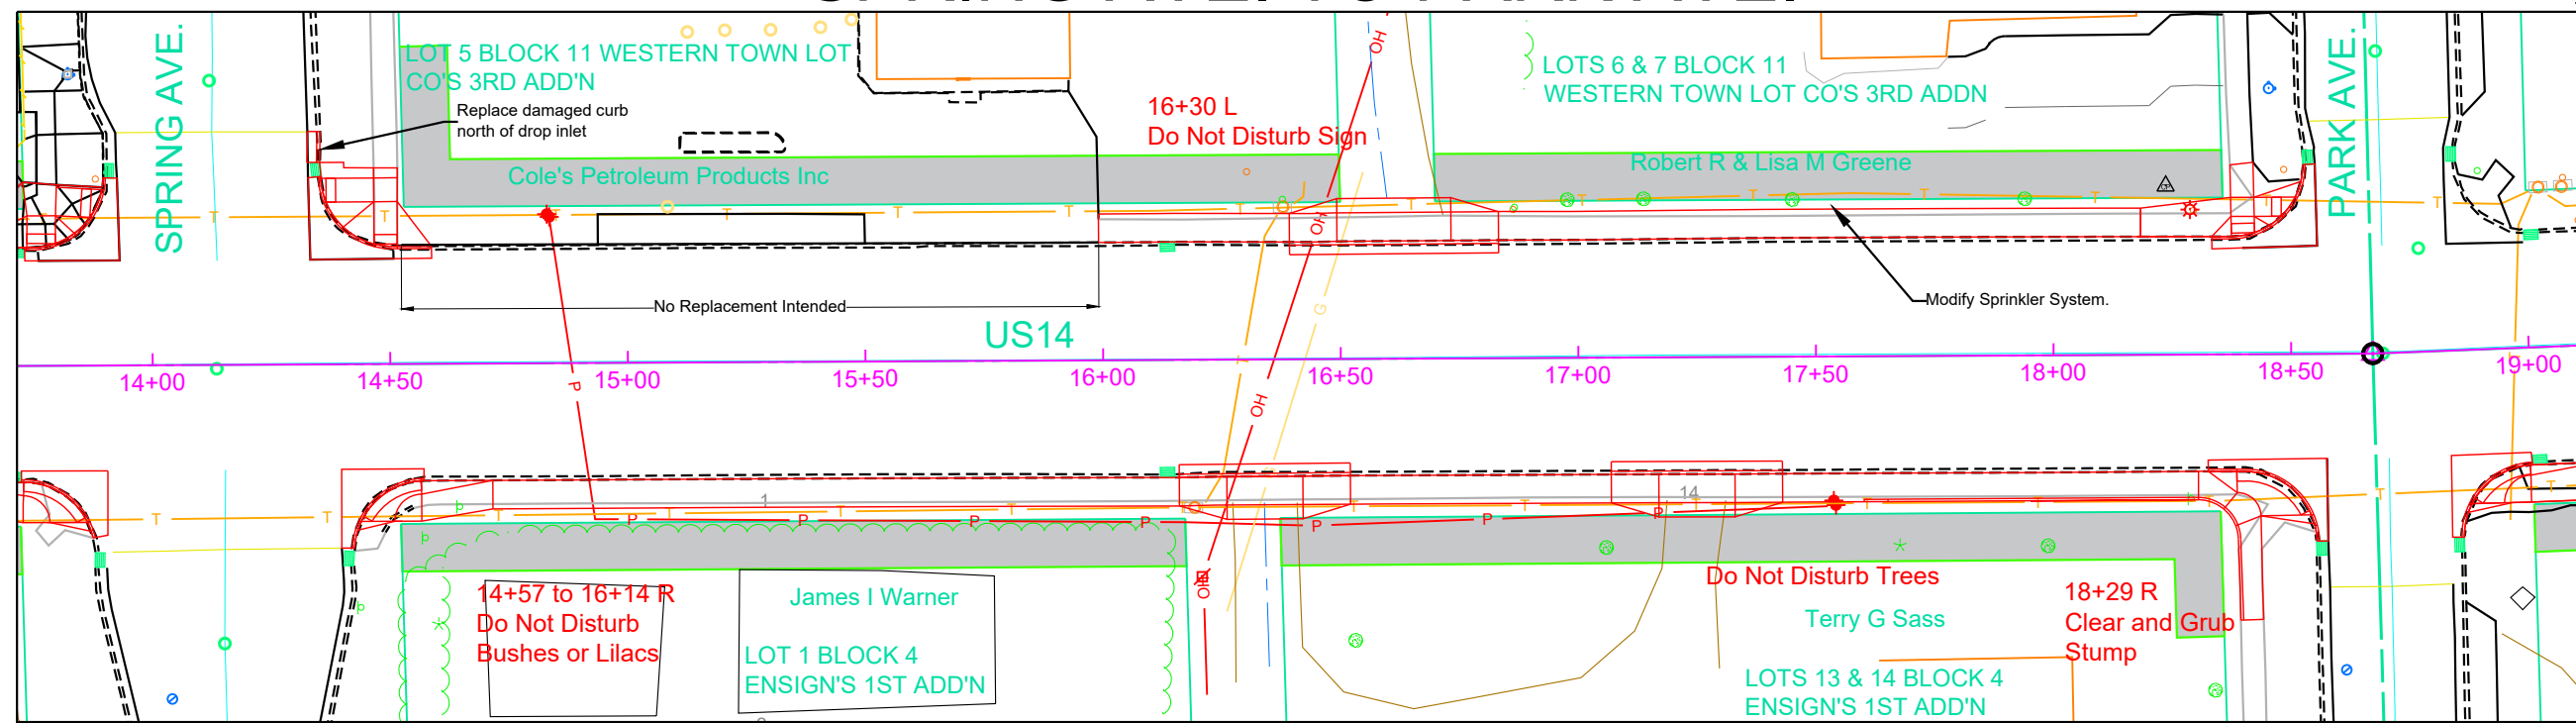 SPRING AVE.
LOT 5 BLOCK 11 WESTERN TOWN LOT
CO'S 3RD ADD'N
Replace damaged curb
north of drop inlet
Cole's Petroleum Products Inc
16+30 L
Do Not Disturb Sign
OH
LOTS 6 & 7 BLOCK 11
WESTERN TOWN LOT CO'S 3RD ADDN
Robert R & Lisa M Greene
PARK AVE.
T T T T T T T T T T T T T
OH
No Replacement Intended
G
Modify Sprinkler System.
US14
14+00 14+50 15+00 15+50 16+00 16+50 17+00 17+50 18+00 18+50 19+00
P
OH
1
14
T T T T T T T T T T T T
P P P P P P P
14+57 to 16+14 R
Do Not Disturb
Bushes or Lilacs
James I Warner
LOT 1 BLOCK 4
ENSIGN'S 1ST ADD'N
Do Not Disturb Trees
Terry G Sass
LOTS 13 & 14 BLOCK 4
ENSIGN'S 1ST ADD'N
18+29 R
Clear and Grub
Stump